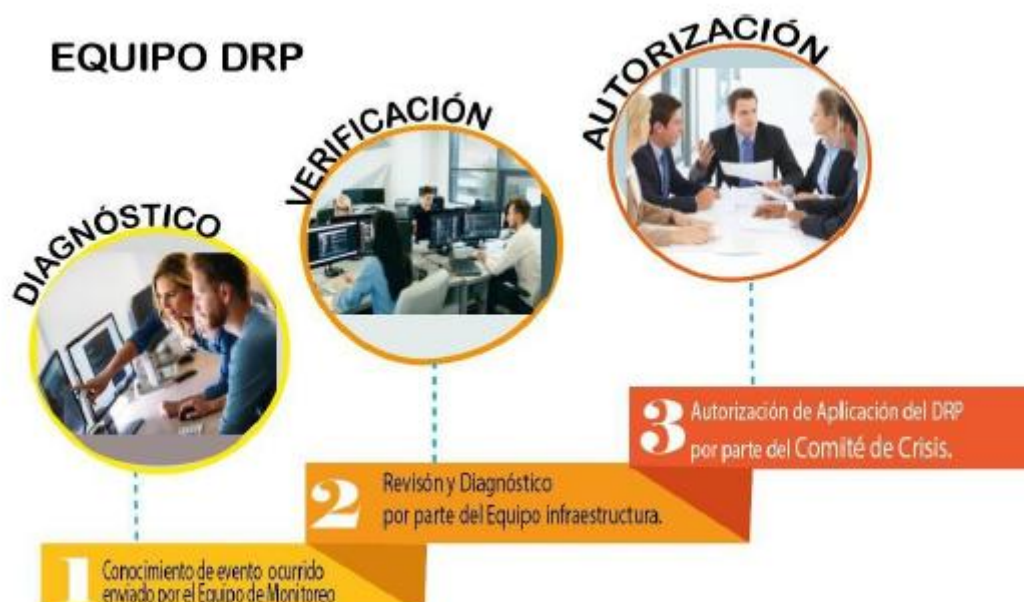 EQUIPO DRP
AUTORIZACIÓN
VERIFICACIÓN
DIAGNÓSTICO
3 Autorización de Aplicación del DRP
por parte del Comité de Crisis.
2 Revisón y Diagnóstico
por parte del Equipo infraestructura.
1 Conocimiento de evento ocurrido
enviado por el Equipo de Monitoreo